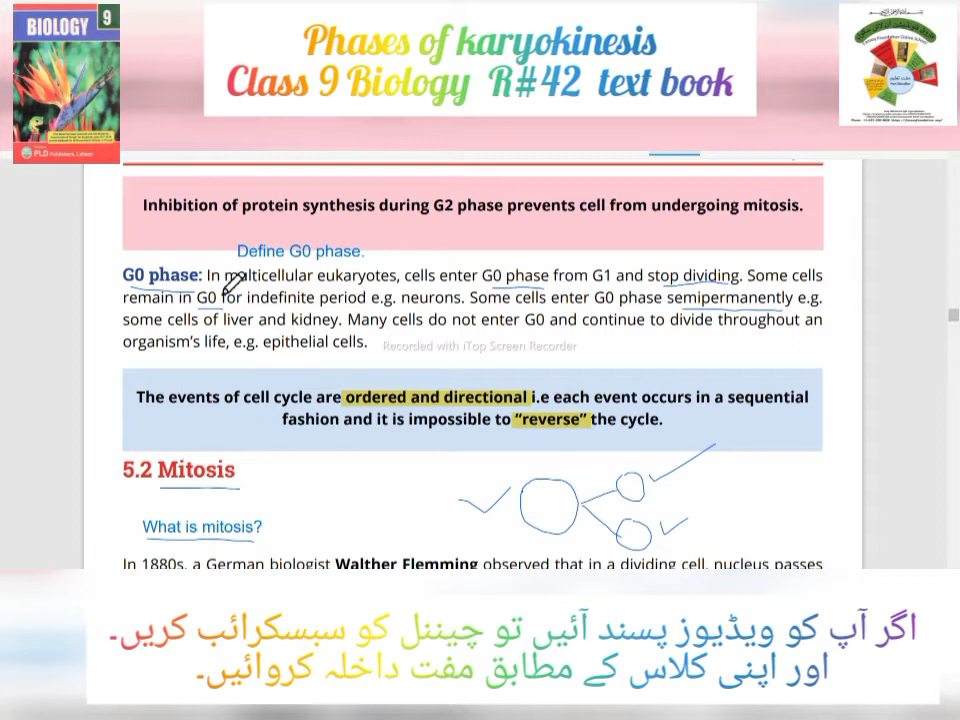 BIOLOGY 9
PLD Publishers, Lahore
Phases of karyokinesis
Class 9 Biology R#42 text book
Inhibition of protein synthesis during G2 phase prevents cell from undergoing mitosis.
Define G0 phase.
G0 phase: In multicellular eukaryotes, cells enter G0 phase from G1 and stop dividing. Some cells
remain in G0 for indefinite period e.g. neurons. Some cells enter G0 phase semipermanently e.g.
some cells of liver and kidney. Many cells do not enter G0 and continue to divide throughout an
organism’s life, e.g. epithelial cells.
Recorded with iTop Screen Recorder
The events of cell cycle are ordered and directional i.e each event occurs in a sequential
fashion and it is impossible to “reverse” the cycle.
5.2 Mitosis
What is mitosis?
In 1880s, a German biologist Walther Flemming observed that in a dividing cell, nucleus passes
اگر آپ کو ویڈیوز پسند آئیں تو چیننل کو سبسکرائب کریں۔
اور اپنی کلاس کے مطابق مفت داخلہ کروائیں۔